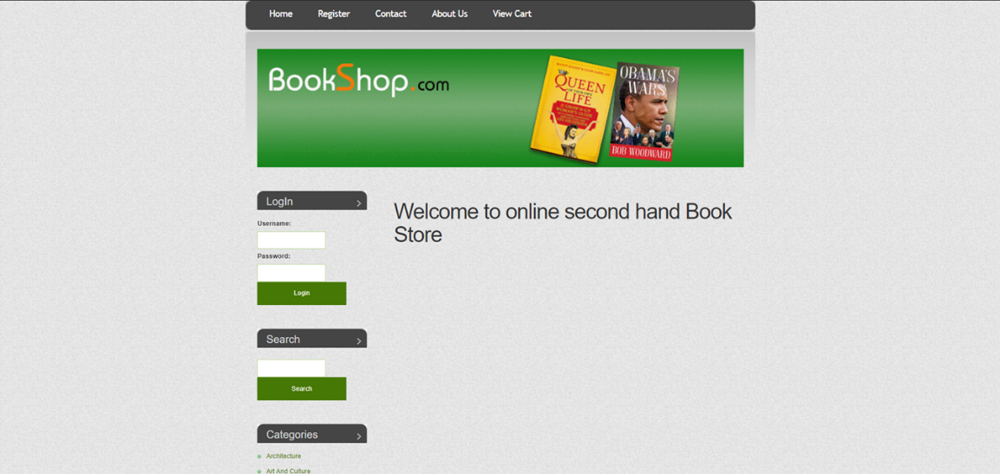 Home Register Contact About Us View Cart
BookShop.com
QUEEN
LIFE
OBAMA'S
WARS
BOB WOODWARD
LogIn
Username:
Password:
Login
Welcome to online second hand Book
Store
Search
Search
Categories
Architecture
Art And Culture